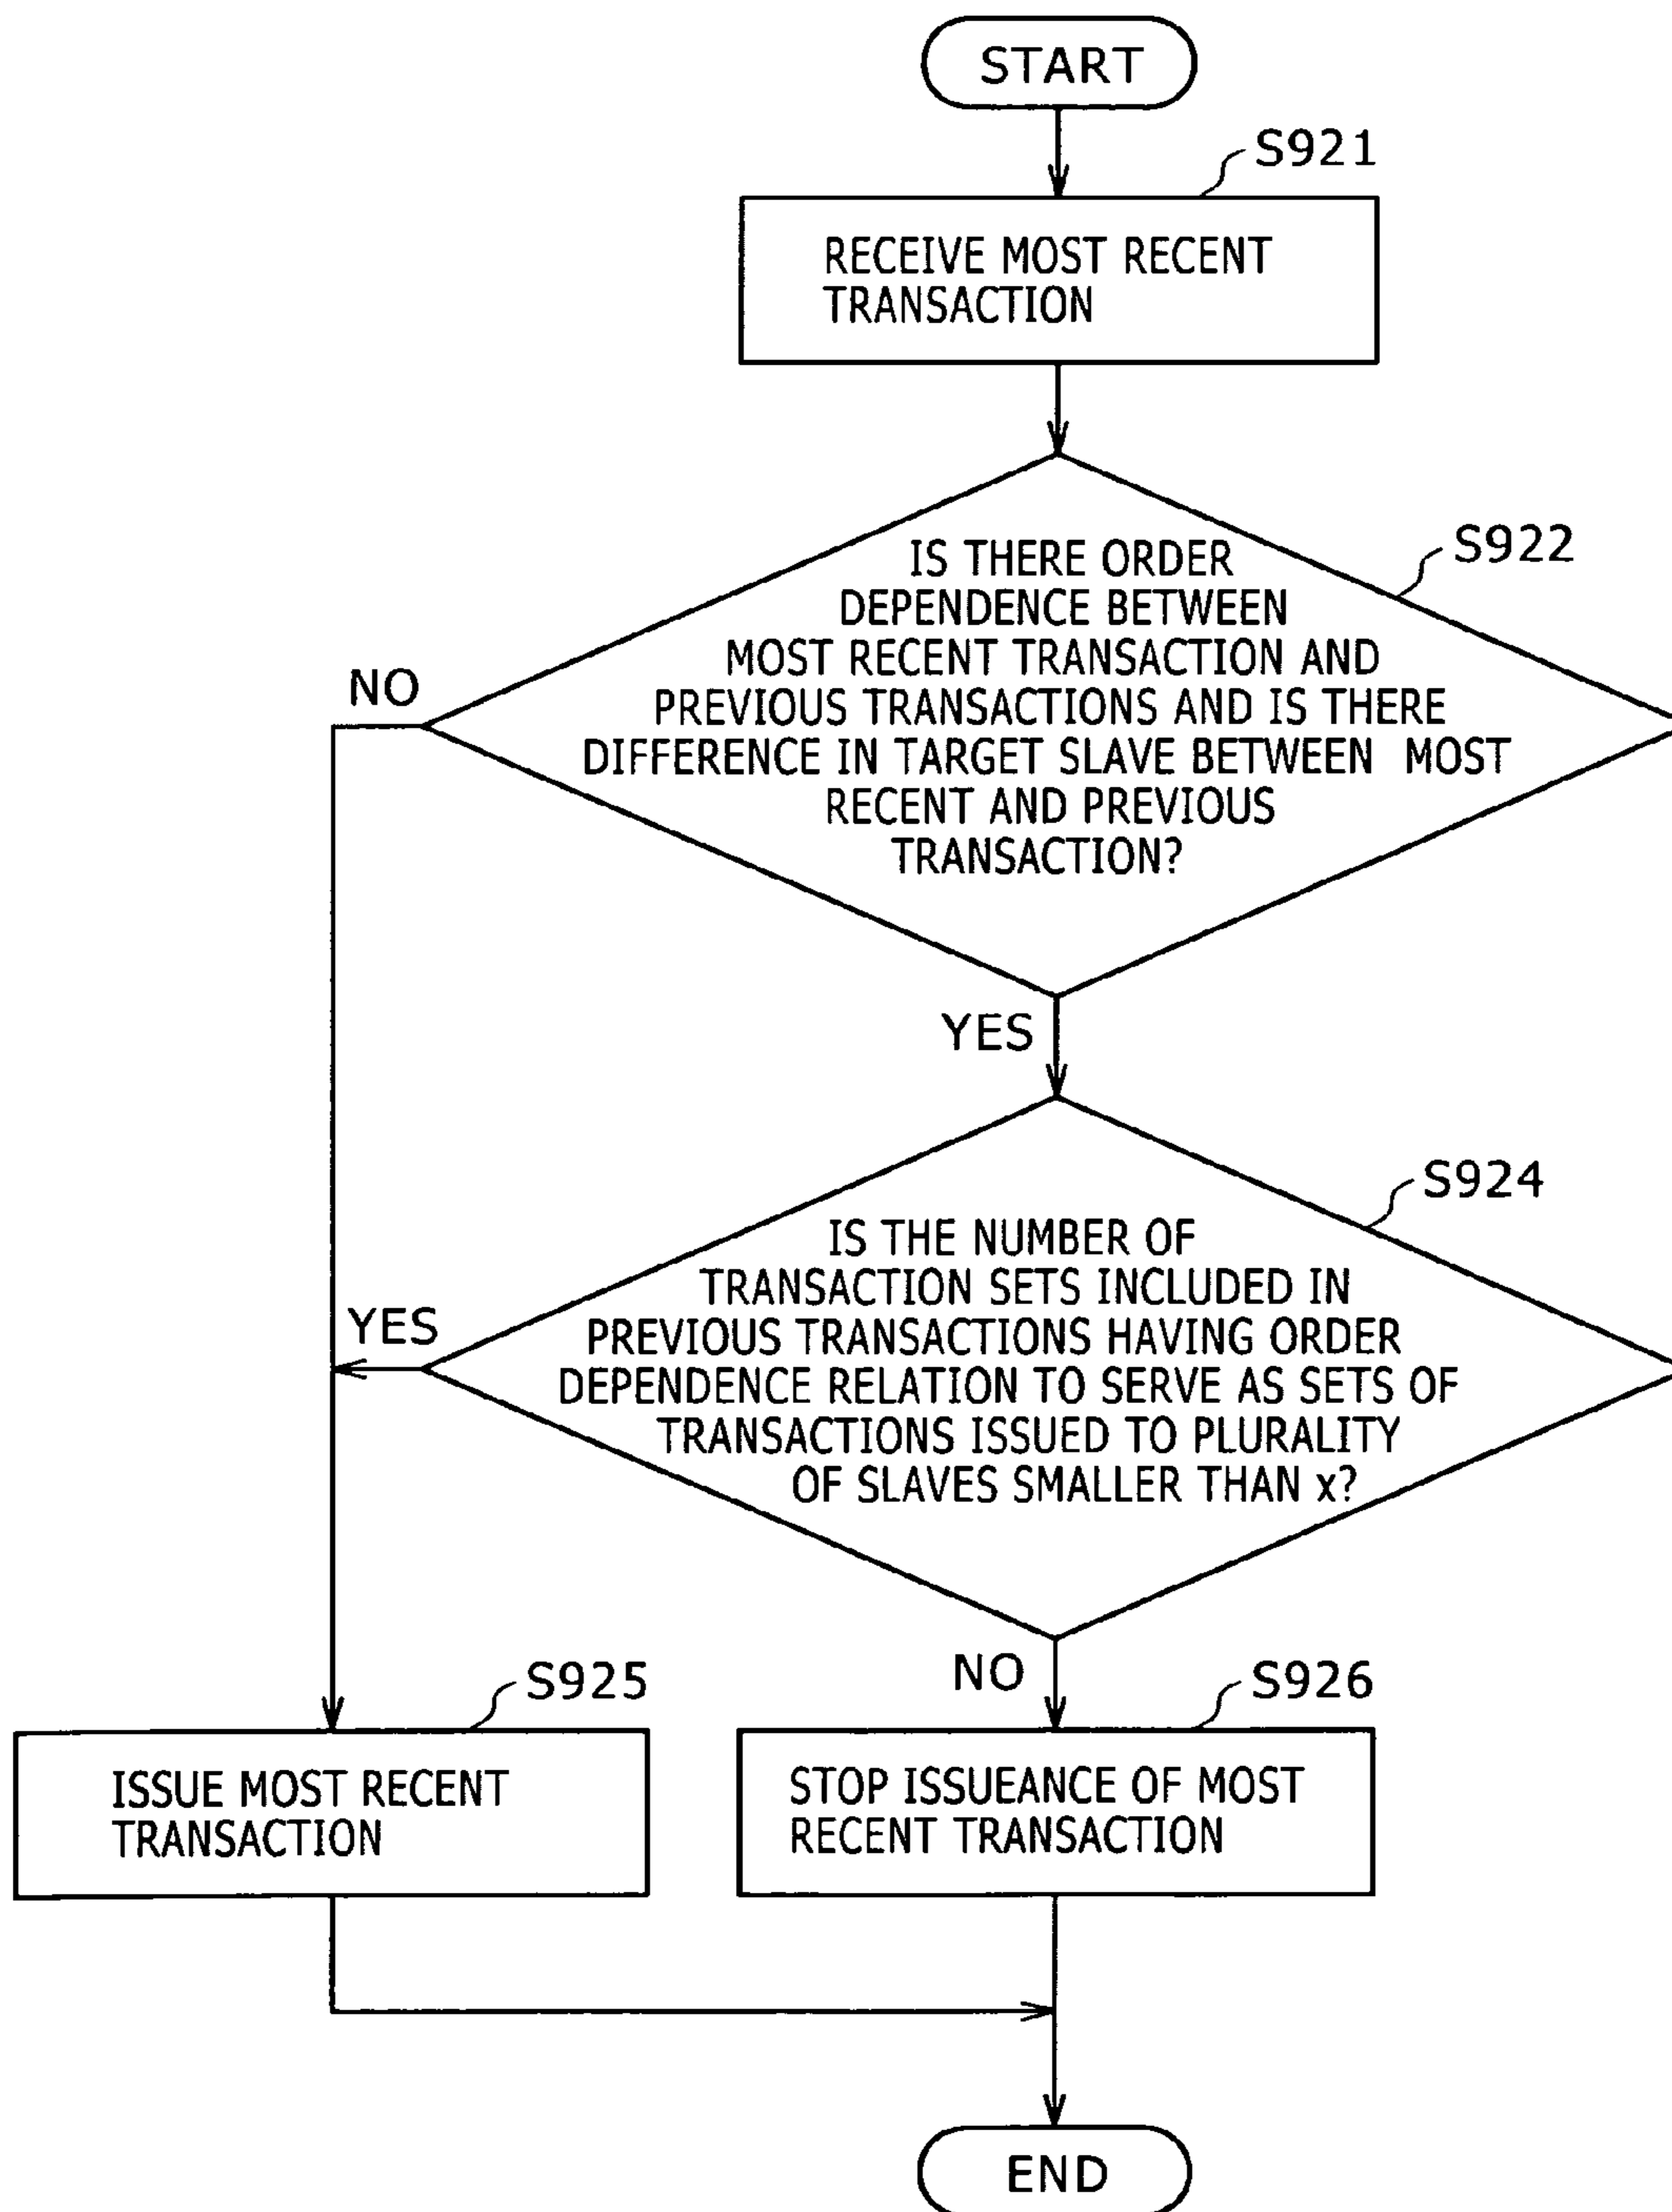 START
S921
RECEIVE MOST RECENT
TRANSACTION
S922
IS THERE ORDER
DEPENDENCE BETWEEN
MOST RECENT TRANSACTION AND
PREVIOUS TRANSACTIONS AND IS THERE
DIFFERENCE IN TARGET SLAVE BETWEEN MOST
RECENT AND PREVIOUS
TRANSACTION?
NO
YES
S924
IS THE NUMBER OF
TRANSACTION SETS INCLUDED IN
PREVIOUS TRANSACTIONS HAVING ORDER
DEPENDENCE RELATION TO SERVE AS SETS OF
TRANSACTIONS ISSUED TO PLURALITY
OF SLAVES SMALLER THAN x?
YES
NO
S925
ISSUE MOST RECENT
TRANSACTION
S926
STOP ISSUEANCE OF MOST
RECENT TRANSACTION
END